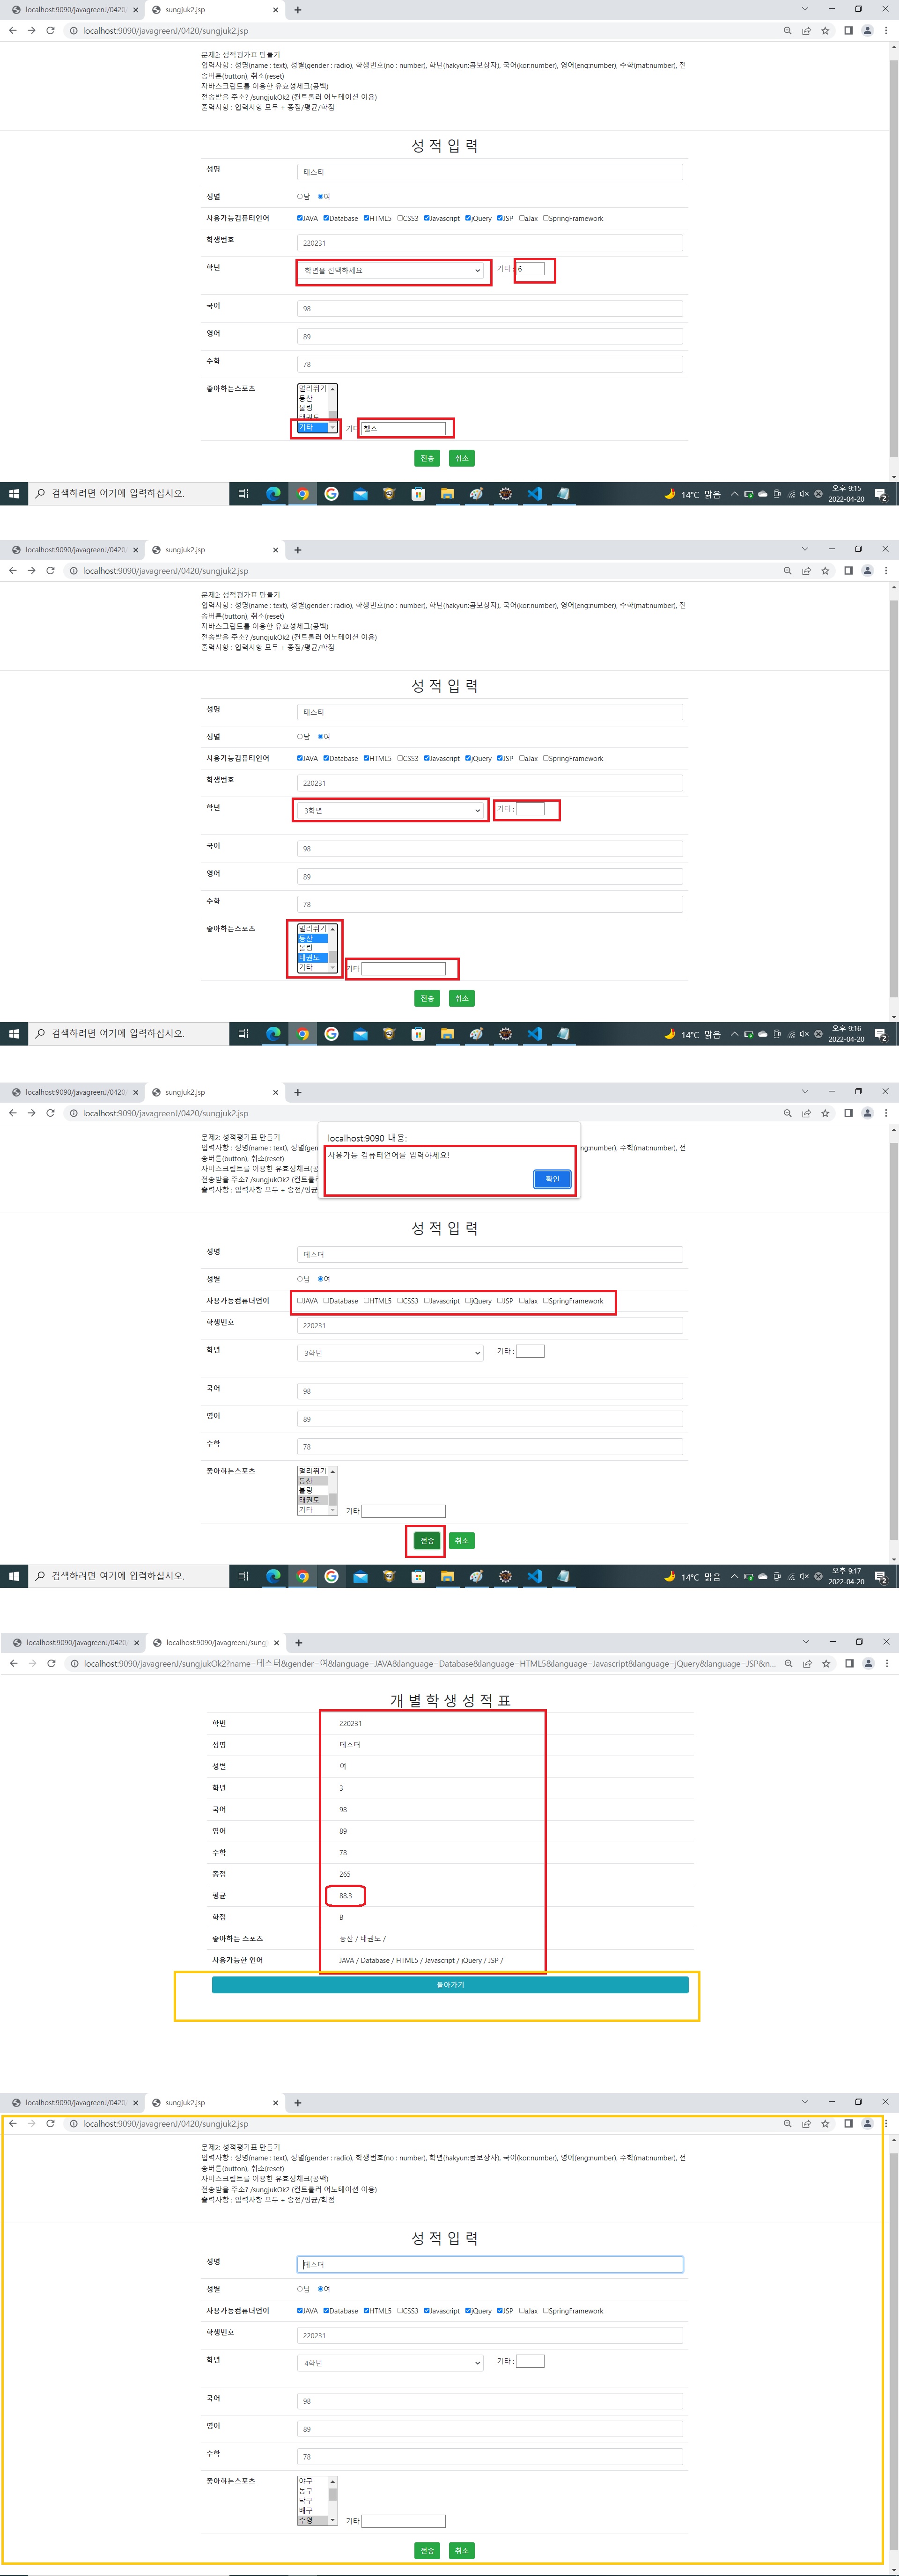 localhost:9090/javagreenJ/0420/
sungjuk2.jsp
localhost:9090/javagreenJ/0420/sungjuk2.jsp
문제2: 성적평가표 만들기
입력사항 : 성명(name : text), 성별(gender : radio), 학생번호(no : number), 학년(hakyun:콤보상자), 국어(kor:number), 영어(eng:number), 수학(mat:number), 전
송버튼(button), 취소(reset)
자바스크립트를 이용한 유효성체크(공백)
전송받을 주소? /sungjukOk2 (컨트롤러 어노테이션 이용)
출력사항 : 입력사항 모두 + 총점/평균/학점
성 적 입 력
성명 테스터
성별 남 여
사용가능컴퓨터언어 JAVA Database HTML5 CSS3 Javascript jQuery JSP aJax SpringFramework
학생번호 220231
학년 학년을 선택하세요 기타 : 6
국어 98
영어 89
수학 78
좋아하는스포츠 멀리뛰기
등산
볼링
태권도
기타 기타 헬스
전송 취소
검색하려면 여기에 입력하십시오. 14°C 맑음 오후 9:15
2022-04-20 2
localhost:9090/javagreenJ/0420/
sungjuk2.jsp
localhost:9090/javagreenJ/0420/sungjuk2.jsp
문제2: 성적평가표 만들기
입력사항 : 성명(name : text), 성별(gender : radio), 학생번호(no : number), 학년(hakyun:콤보상자), 국어(kor:number), 영어(eng:number), 수학(mat:number), 전
송버튼(button), 취소(reset)
자바스크립트를 이용한 유효성체크(공백)
전송받을 주소? /sungjukOk2 (컨트롤러 어노테이션 이용)
출력사항 : 입력사항 모두 + 총점/평균/학점
성 적 입 력
성명 테스터
성별 남 여
사용가능컴퓨터언어 JAVA Database HTML5 CSS3 Javascript jQuery JSP aJax SpringFramework
학생번호 220231
학년 3학년 기타 :
국어 98
영어 89
수학 78
좋아하는스포츠 멀리뛰기
등산
볼링
태권도
기타 기타
전송 취소
검색하려면 여기에 입력하십시오. 14°C 맑음 오후 9:16
2022-04-20 2
localhost:9090/javagreenJ/0420/
sungjuk2.jsp
localhost:9090/javagreenJ/0420/sungjuk2.jsp
localhost:9090 내용:
사용가능 컴퓨터언어를 입력하세요!
확인
문제2: 성적평가표 만들기
입력사항 : 성명(name : text), 성별(gen eng:number), 수학(mat:number), 전
송버튼(button), 취소(reset)
자바스크립트를 이용한 유효성체크(공
전송받을 주소? /sungjukOk2 (컨트롤
출력사항 : 입력사항 모두 + 총점/평균
성 적 입 력
성명 테스터
성별 남 여
사용가능컴퓨터언어 JAVA Database HTML5 CSS3 Javascript jQuery JSP aJax SpringFramework
학생번호 220231
학년 3학년 기타 :
국어 98
영어 89
수학 78
좋아하는스포츠 멀리뛰기
등산
볼링
태권도
기타 기타
전송 취소
검색하려면 여기에 입력하십시오. 14°C 맑음 오후 9:17
2022-04-20 2
localhost:9090/javagreenJ/0420/
localhost:9090/javagreenJ/sung
localhost:9090/javagreenJ/sungjukOk2?name=테스터&gender=여&language=JAVA&language=Database&language=HTML5&language=Javascript&language=jQuery&language=JSP&n...
개 별 학 생 성 적 표
학번 220231
성명 테스터
성별 여
학년 3
국어 98
영어 89
수학 78
총점 265
평균 88.3
학점 B
좋아하는 스포츠 등산 / 태권도 /
사용가능한 언어 JAVA / Database / HTML5 / Javascript / jQuery / JSP /
돌아가기
localhost:9090/javagreenJ/0420/
sungjuk2.jsp
localhost:9090/javagreenJ/0420/sungjuk2.jsp
문제2: 성적평가표 만들기
입력사항 : 성명(name : text), 성별(gender : radio), 학생번호(no : number), 학년(hakyun:콤보상자), 국어(kor:number), 영어(eng:number), 수학(mat:number), 전
송버튼(button), 취소(reset)
자바스크립트를 이용한 유효성체크(공백)
전송받을 주소? /sungjukOk2 (컨트롤러 어노테이션 이용)
출력사항 : 입력사항 모두 + 총점/평균/학점
성 적 입 력
성명 테스터
성별 남 여
사용가능컴퓨터언어 JAVA Database HTML5 CSS3 Javascript jQuery JSP aJax SpringFramework
학생번호 220231
학년 4학년 기타 :
국어 98
영어 89
수학 78
좋아하는스포츠 야구
농구
탁구
배구
수영 기타
전송 취소